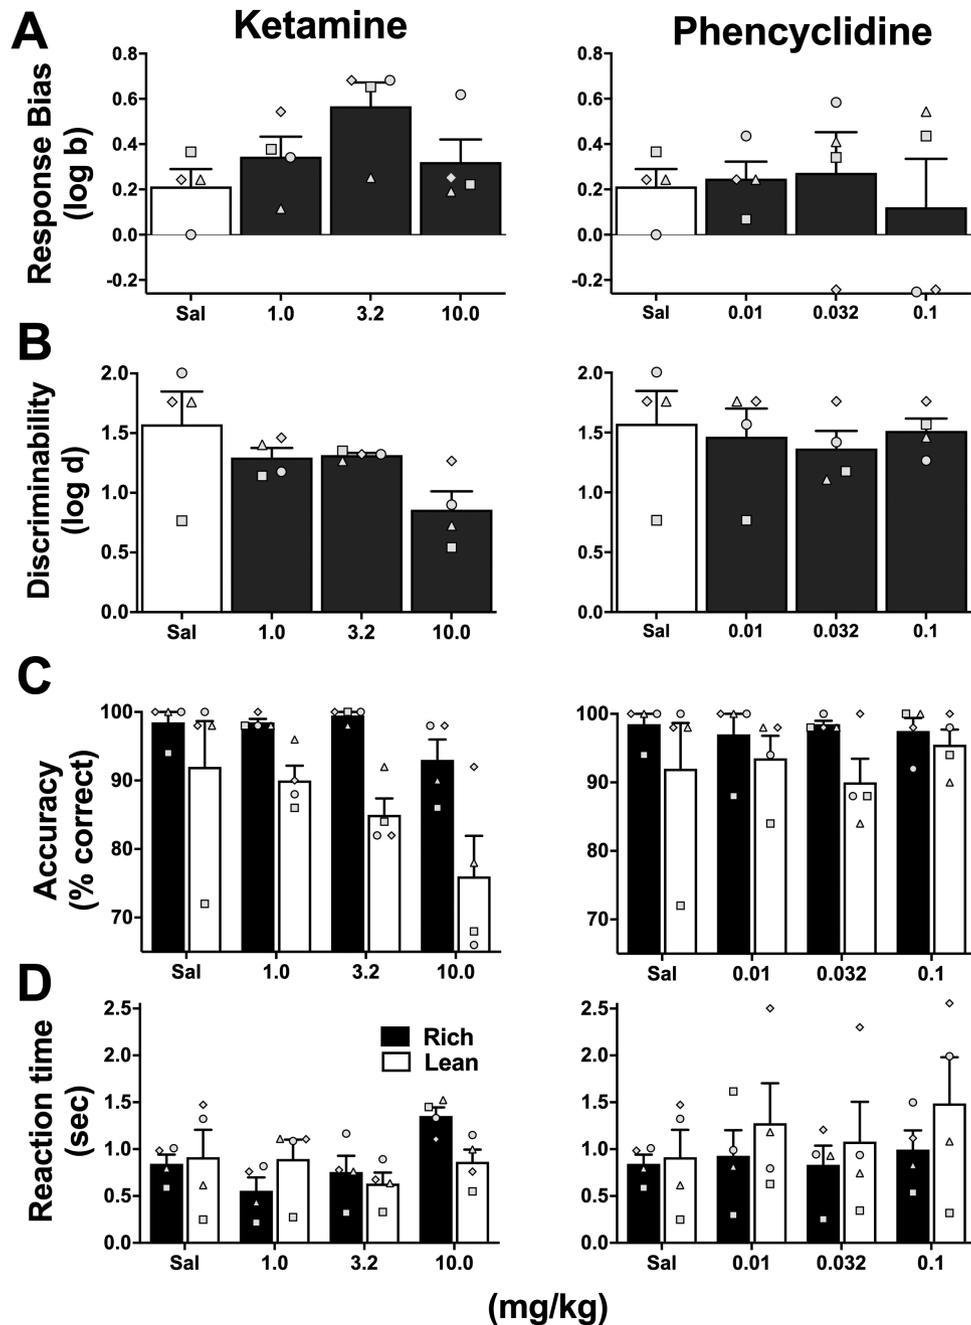 Ketamine
Phencyclidine
A
Response Bias
(log b)
0.8
0.6
0.4
0.2
0.0
-0.2
Sal 1.0 3.2 10.0
0.8
0.6
0.4
0.2
0.0
-0.2
Sal 0.01 0.032 0.1
B
Discriminability
(log d)
2.0
1.5
1.0
0.5
0.0
Sal 1.0 3.2 10.0
2.0
1.5
1.0
0.5
0.0
Sal 0.01 0.032 0.1
C
Accuracy
(% correct)
100
90
80
70
Sal 1.0 3.2 10.0
100
90
80
70
Sal 0.01 0.032 0.1
D
Reaction time
(sec)
2.5
2.0
1.5
1.0
0.5
0.0
Rich
Lean
Sal 1.0 3.2 10.0
2.5
2.0
1.5
1.0
0.5
0.0
Sal 0.01 0.032 0.1
(mg/kg)